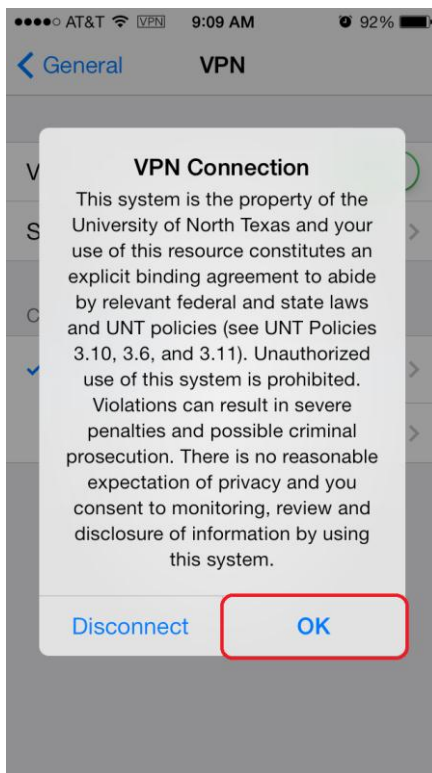 AT&T VPN 9:09 AM 92%
General VPN
V
VPN Connection
This system is the property of the
University of North Texas and your
S
use of this resource constitutes an
explicit binding agreement to abide
by relevant federal and state laws
C
and UNT policies (see UNT Policies
3.10, 3.6, and 3.11). Unauthorized
use of this system is prohibited.
Violations can result in severe
penalties and possible criminal
prosecution. There is no reasonable
expectation of privacy and you
consent to monitoring, review and
disclosure of information by using
this system.
Disconnect OK